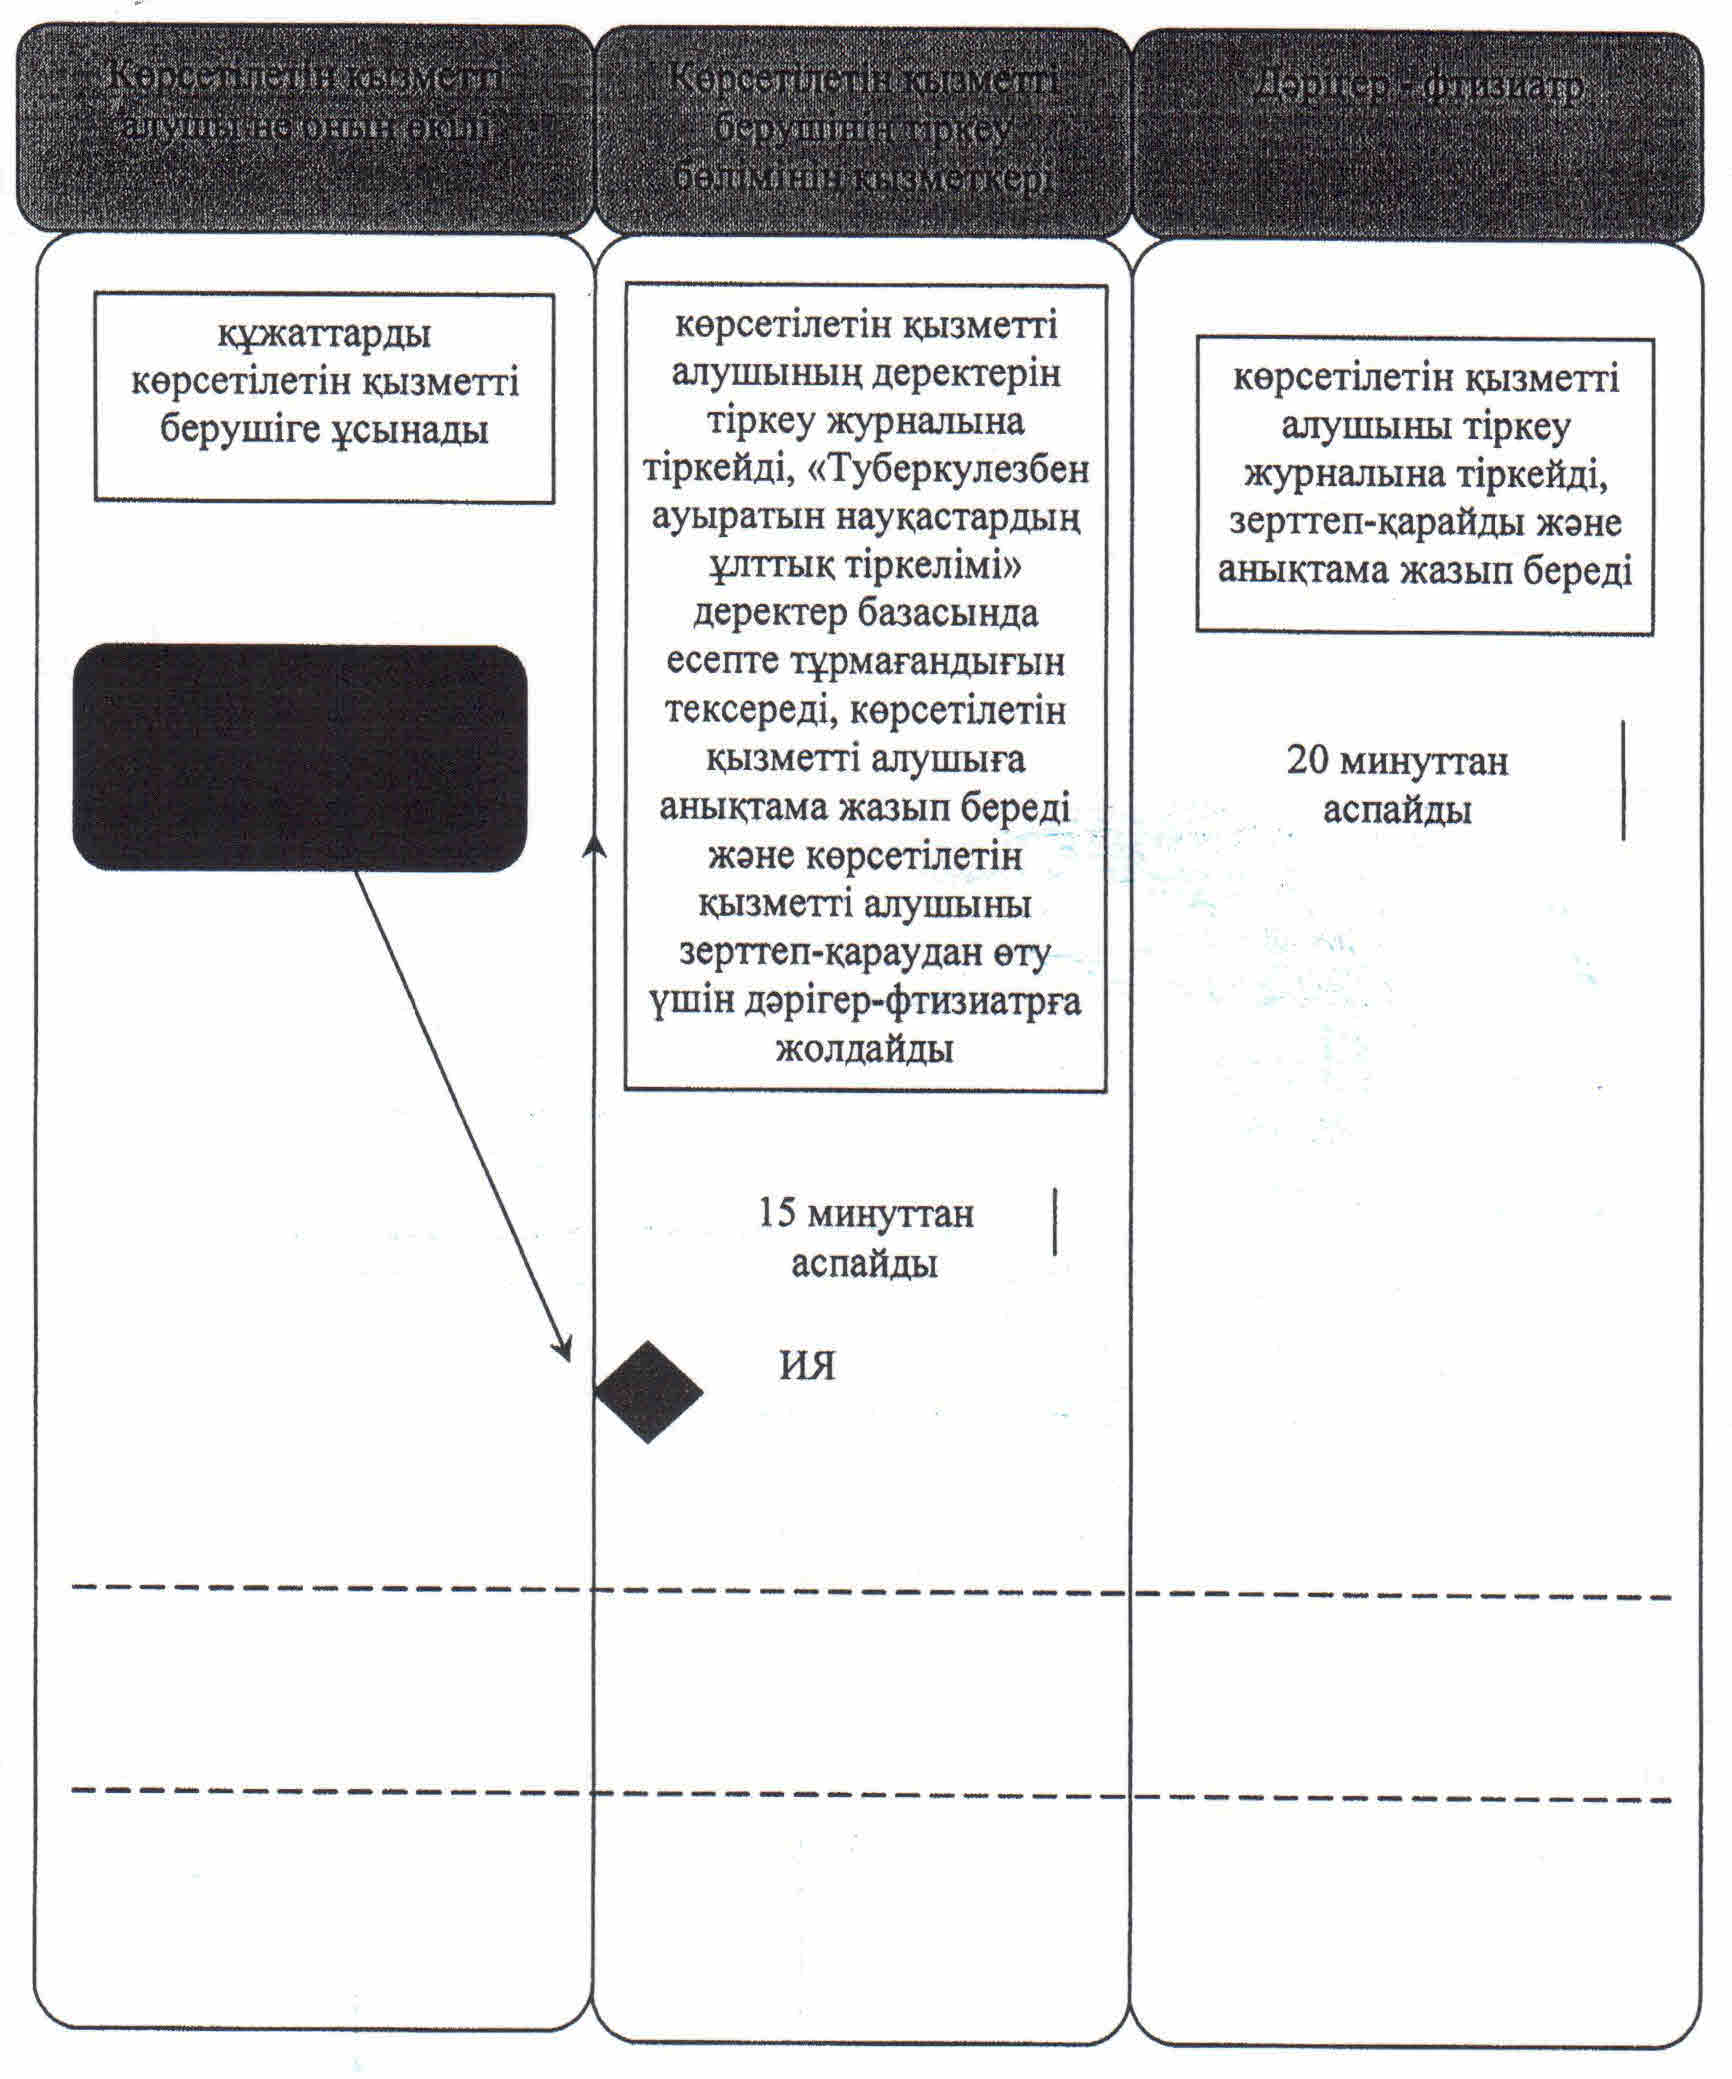 Көрсетілетін қызметті
алушы не оның өкілі
Көрсетілетін қызметті
берушінің тіркеу
бөлімінің қызметкері
Дәрігер - фтизиатр
құжаттарды
көрсетілетін қызметті
берушіге ұсынады
көрсетілетін қызметті
алушының деректерін
тіркеу журналына
тіркейді, «Туберкулезбен
ауыратын науқастардың
ұлттық тіркелімі»
деректер базасында
есепте тұрмағандығын
тексереді, көрсетілетін
қызметті алушыға
анықтама жазып береді
және көрсетілетін
қызметті алушыны
зерттеп-қараудан өту
үшін дәрігер-фтизиатрға
жолдайды
15 минуттан
аспайды
ИЯ
көрсетілетін қызметті
алушыны тіркеу
журналына тіркейді,
зерттеп-қарайды және
анықтама жазып береді
20 минуттан
аспайды